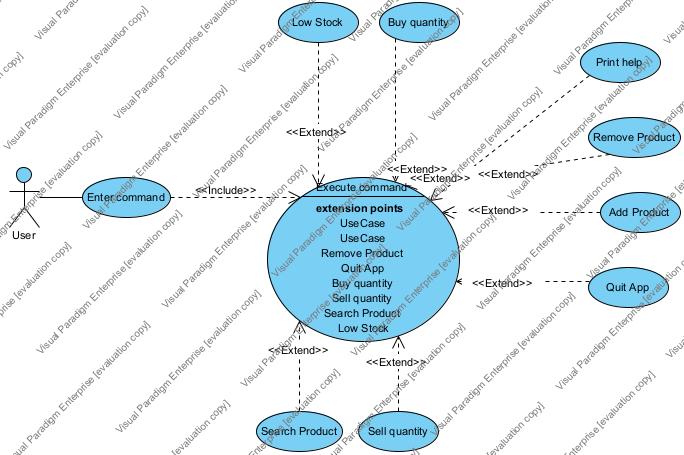 Low Stock
Buy quantity
Print help
<<Extend>>
Remove Product
<<Extend>>
<<Extend>>
<<Extend>>
Enter command
<<Include>>
Execute command
User
extension points
UseCase
UseCase
Remove Product
Quit App
Buy quantity
Sell quantity
Search Product
Low Stock
<<Extend>>
Add Product
<<Extend>>
Quit App
<<Extend>>
<<Extend>>
Search Product
Sell quantity
Visual Paradigm Enterprise [evaluation copy]